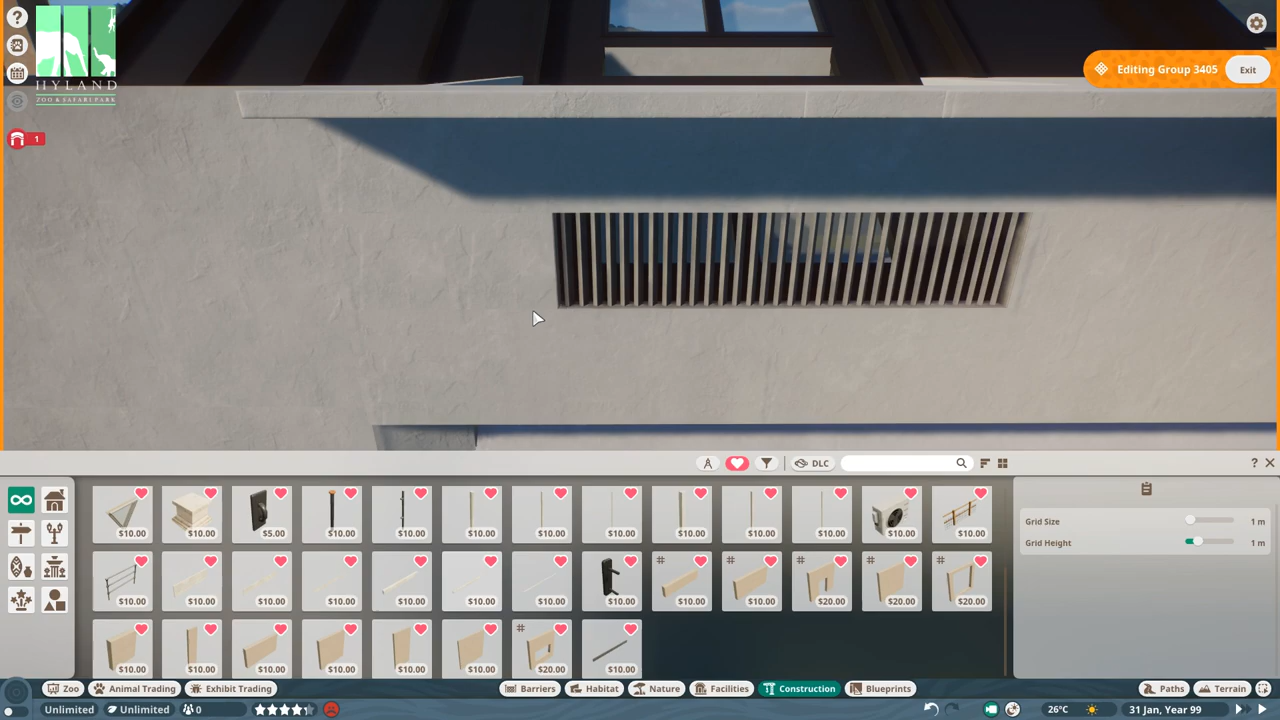 ?
HYLAND
ZOO & SAFARI PARK
1
Editing Group 3405
Exit
DLC
?
$10.00 $10.00 $5.00 $10.00 $10.00 $10.00 $10.00 $10.00 $10.00 $10.00 $10.00 $10.00 $10.00
$10.00 $10.00 $10.00 $10.00 $10.00 $10.00 $10.00 $10.00 # $10.00 # $10.00 # $20.00 # $10.00 # $20.00
$10.00 $10.00 $10.00 $10.00 $10.00 $10.00 # $20.00 $10.00
Grid Size 1 m
Grid Height 1 m
Zoo Animal Trading Exhibit Trading Barriers Habitat Nature Facilities Construction Blueprints Paths Terrain
Unlimited Unlimited 0 26°C 31 Jan, Year 99